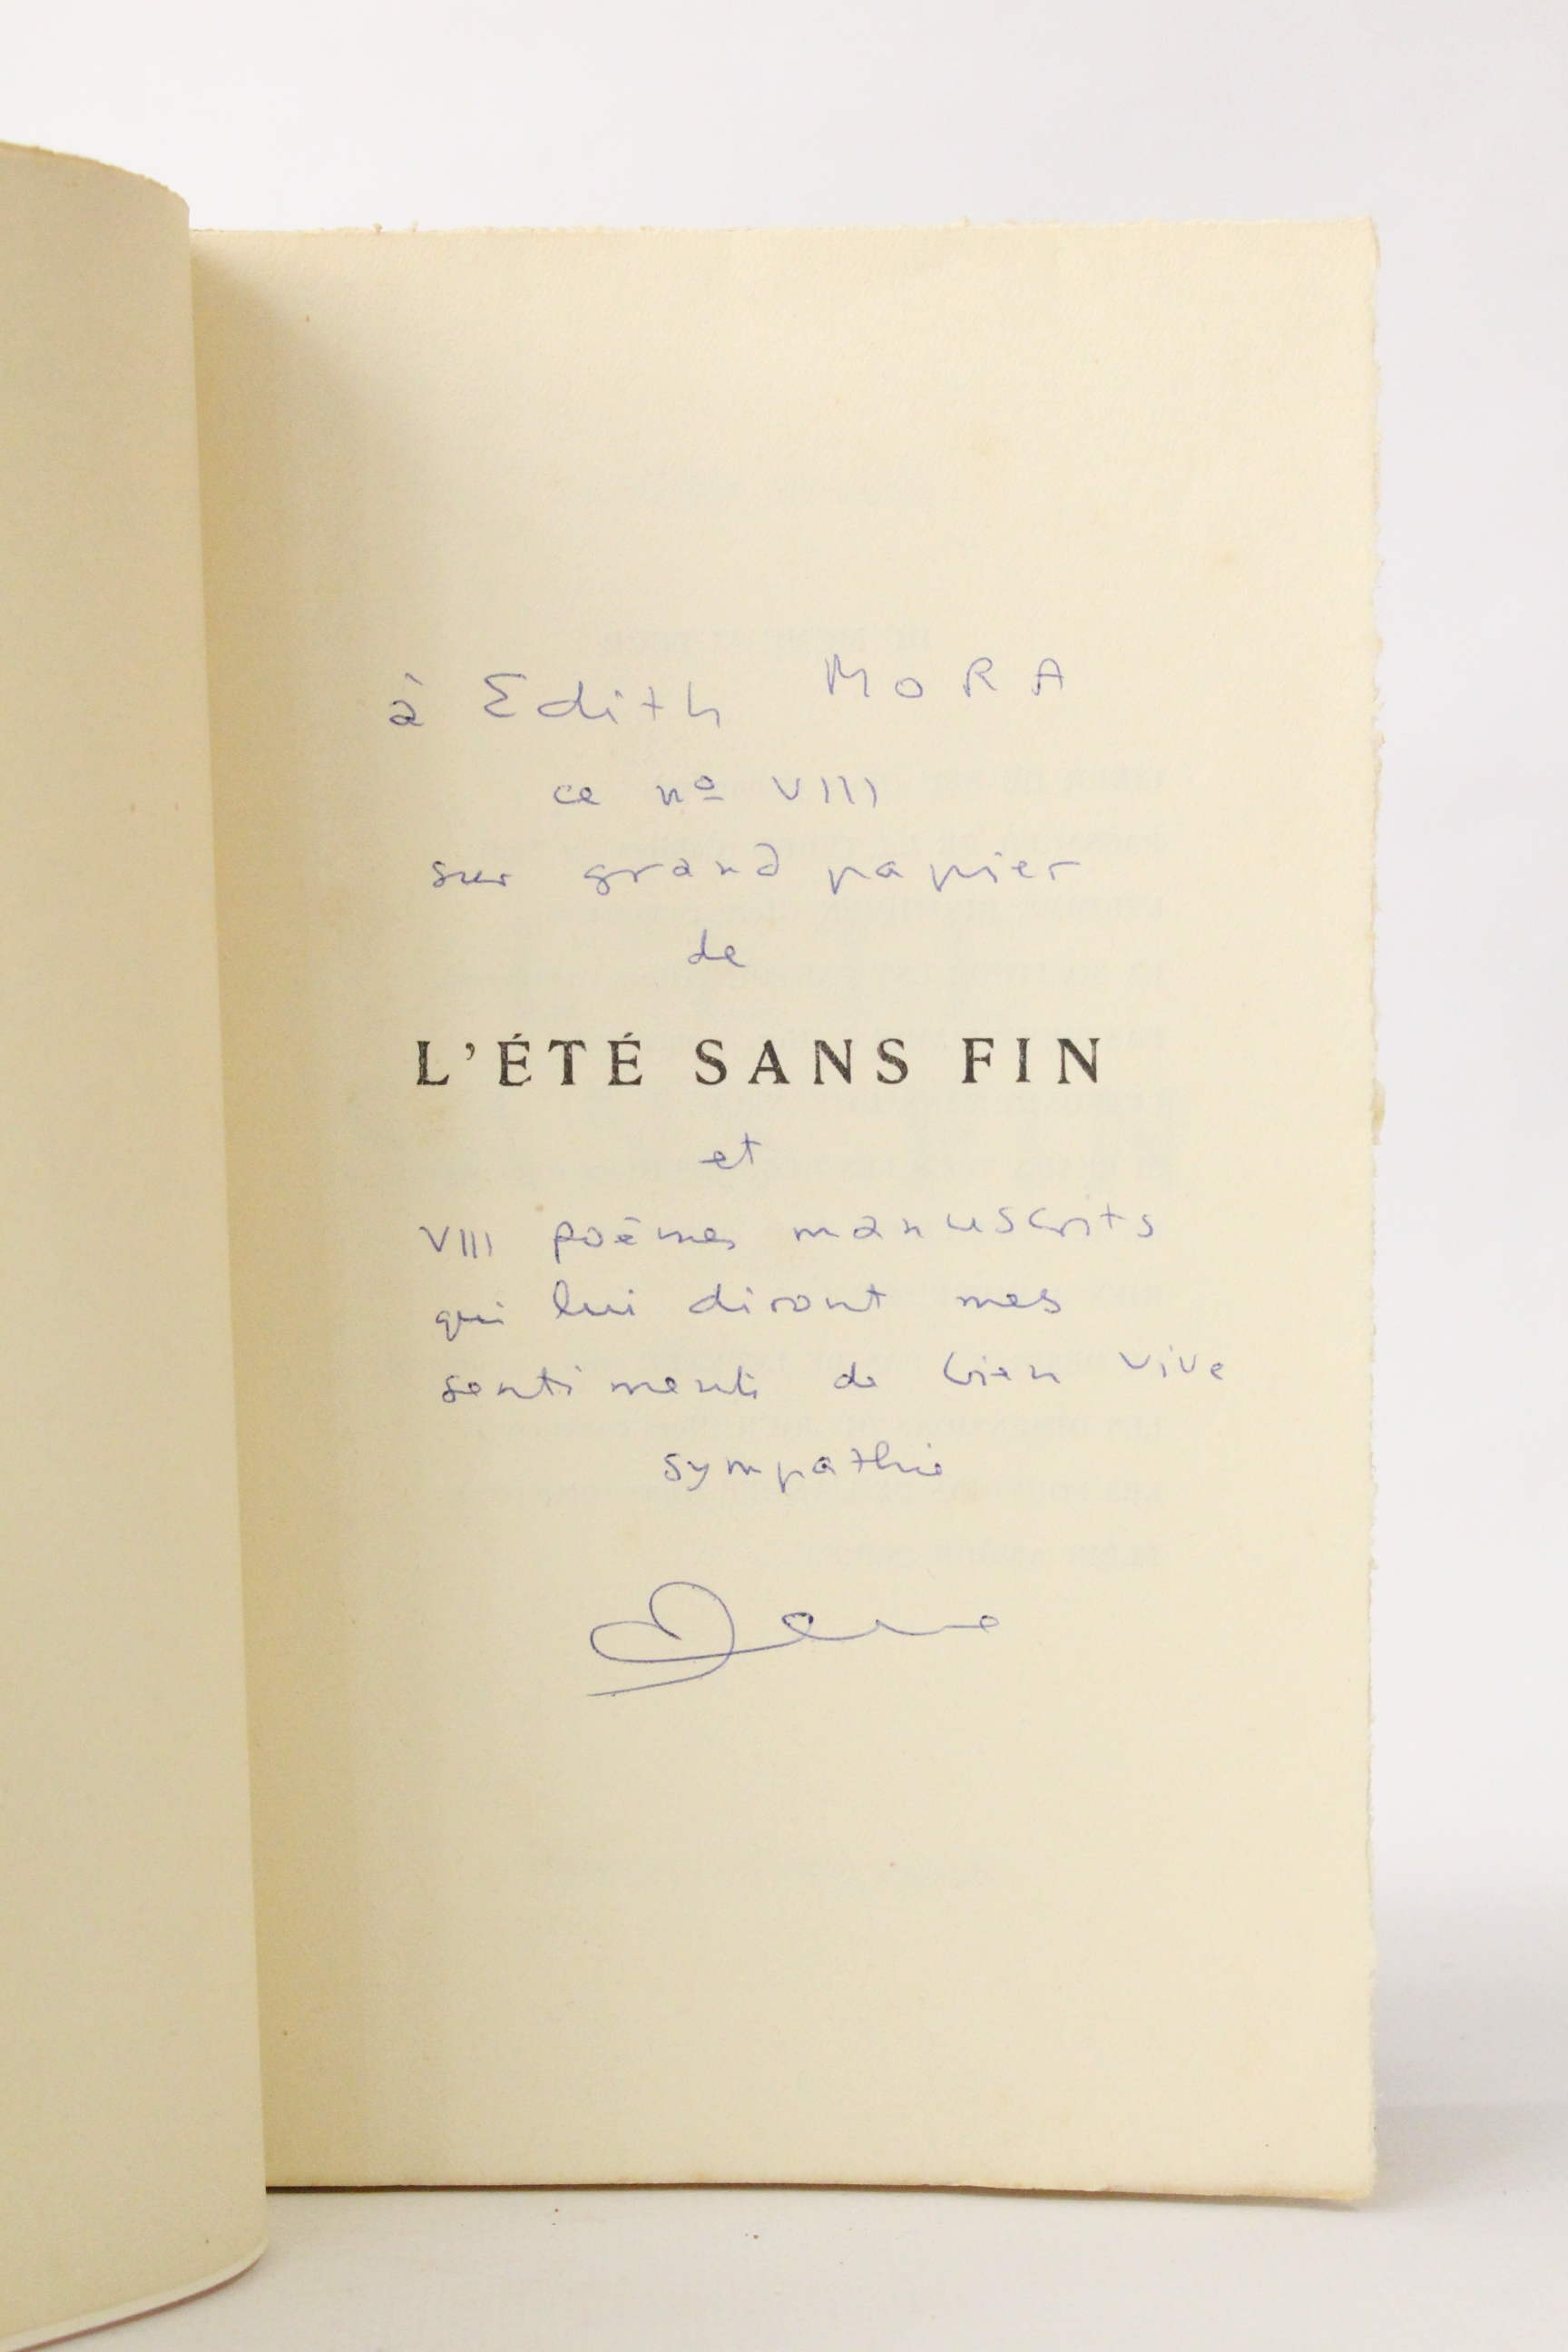 à Edith MORA
ce nº VIII
sur grand papier
de
L'ÉTÉ SANS FIN
et
VIII poèmes manuscrits
qui lui diront mes
sentiments de bien vive
sympathie